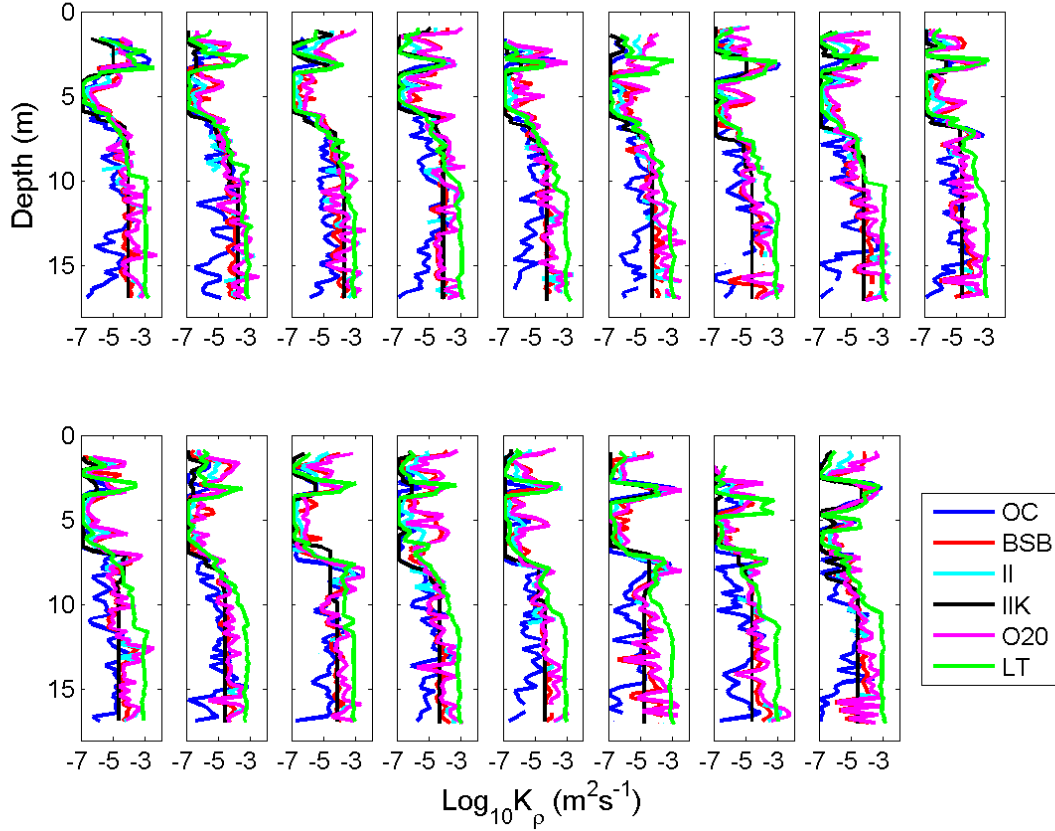 0
5
10
15
Depth (m)
-7 -5 -3 -7 -5 -3 -7 -5 -3 -7 -5 -3 -7 -5 -3 -7 -5 -3 -7 -5 -3 -7 -5 -3 -7 -5 -3
0
5
10
15
-7 -5 -3 -7 -5 -3 -7 -5 -3 -7 -5 -3 -7 -5 -3 -7 -5 -3 -7 -5 -3 -7 -5 -3
Log₁₀K_ρ (m²s⁻¹)
OC
BSB
II
IIK
O20
LT